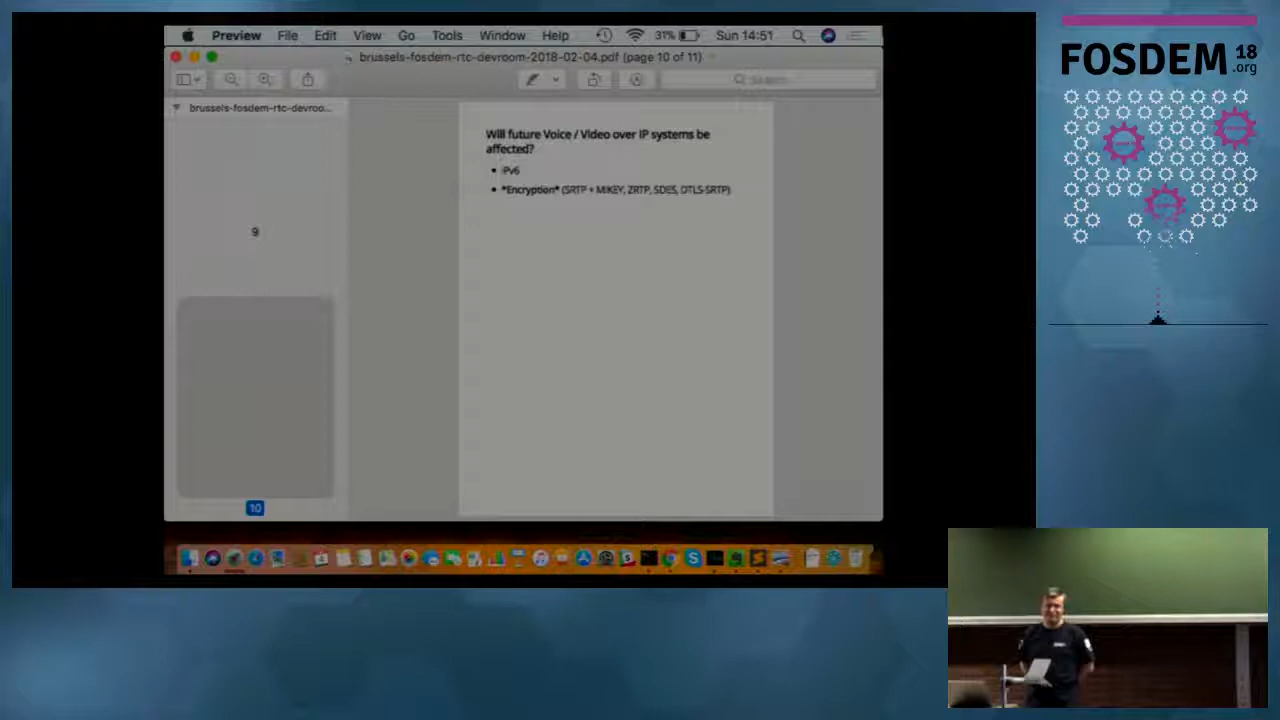 Preview File Edit View Go Tools Window Help 31% Sun 14:51
brussels-fosdem-rtc-devroom-2018-02-04.pdf (page 10 of 11)
Search
brussels-fosdem-rtc-devroo...
Will future Voice / Video over IP systems be
affected?
• IPv6
• *Encryption* (SRTP + MIKEY, ZRTP, SDES, DTLS-SRTP)
9
10
FOSDEM 18
.org